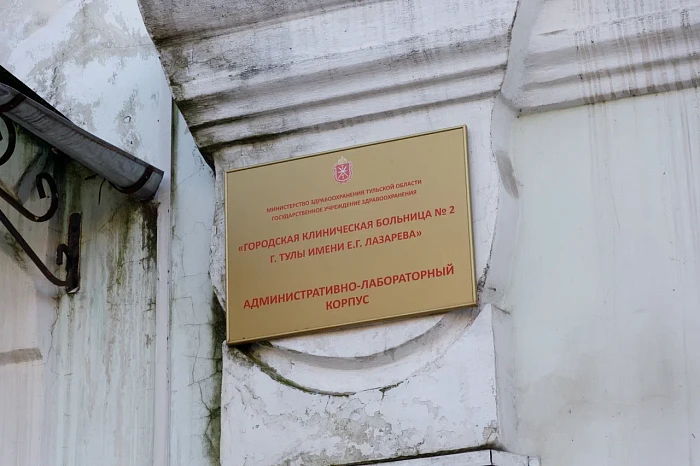 МИНИСТЕРСТВО ЗДРАВООХРАНЕНИЯ ТУЛЬСКОЙ ОБЛАСТИ
ГОСУДАРСТВЕННОЕ УЧРЕЖДЕНИЕ ЗДРАВООХРАНЕНИЯ
«ГОРОДСКАЯ КЛИНИЧЕСКАЯ БОЛЬНИЦА № 2
Г. ТУЛЫ ИМЕНИ Е.Г. ЛАЗАРЕВА»
АДМИНИСТРАТИВНО-ЛАБОРАТОРНЫЙ
КОРПУС